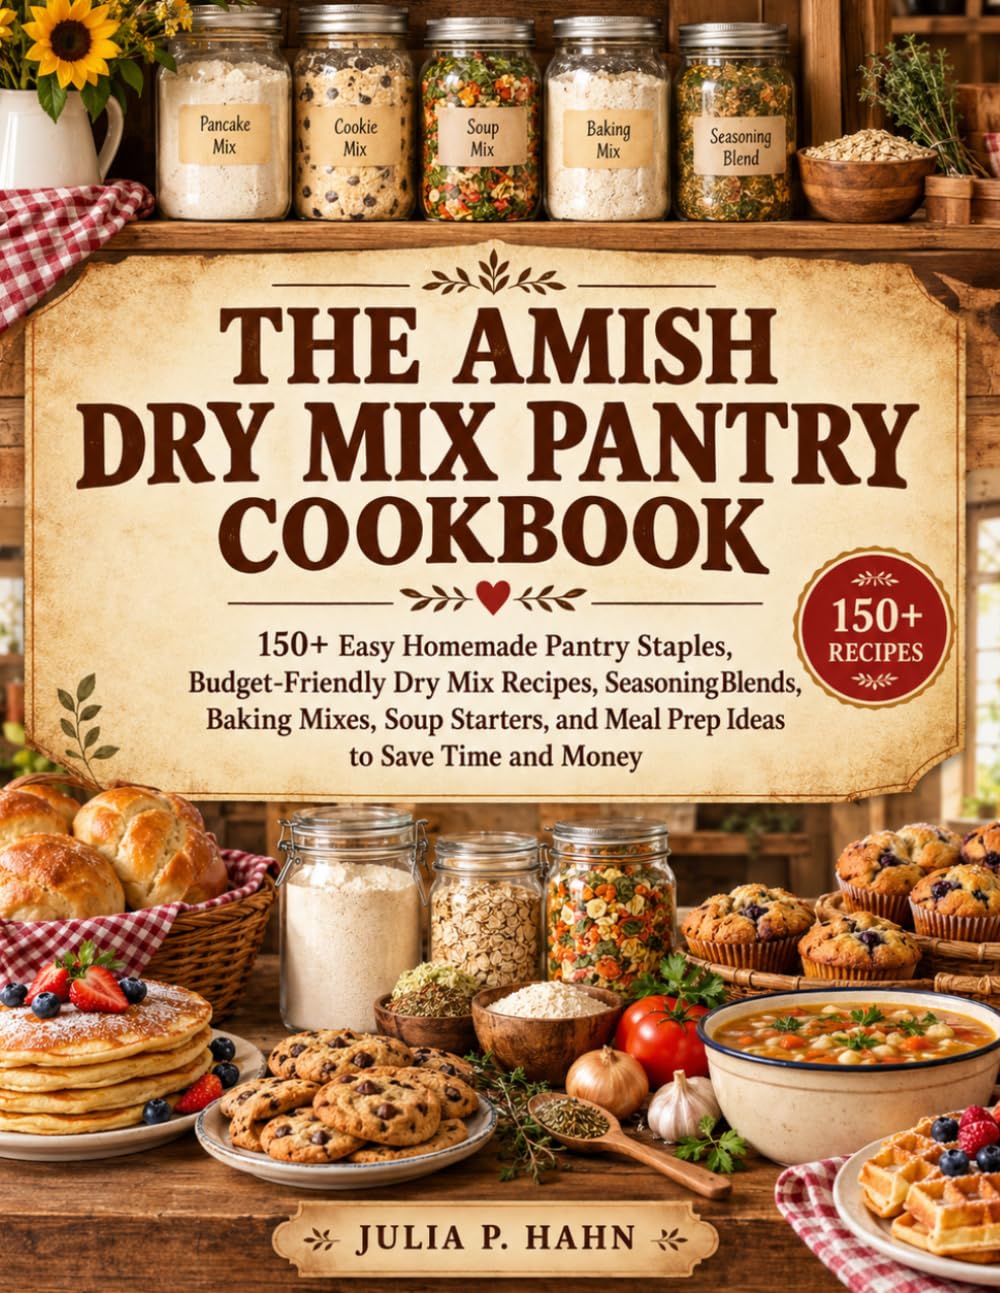 Pancake
Mix
Cookie
Mix
Soup
Mix
Baking
Mix
Seasoning
Blend
THE AMISH
DRY MIX PANTRY
COOKBOOK
150+ Easy Homemade Pantry Staples,
Budget-Friendly Dry Mix Recipes, Seasoning Blends,
Baking Mixes, Soup Starters, and Meal Prep Ideas
to Save Time and Money
150+
RECIPES
JULIA P. HAHN